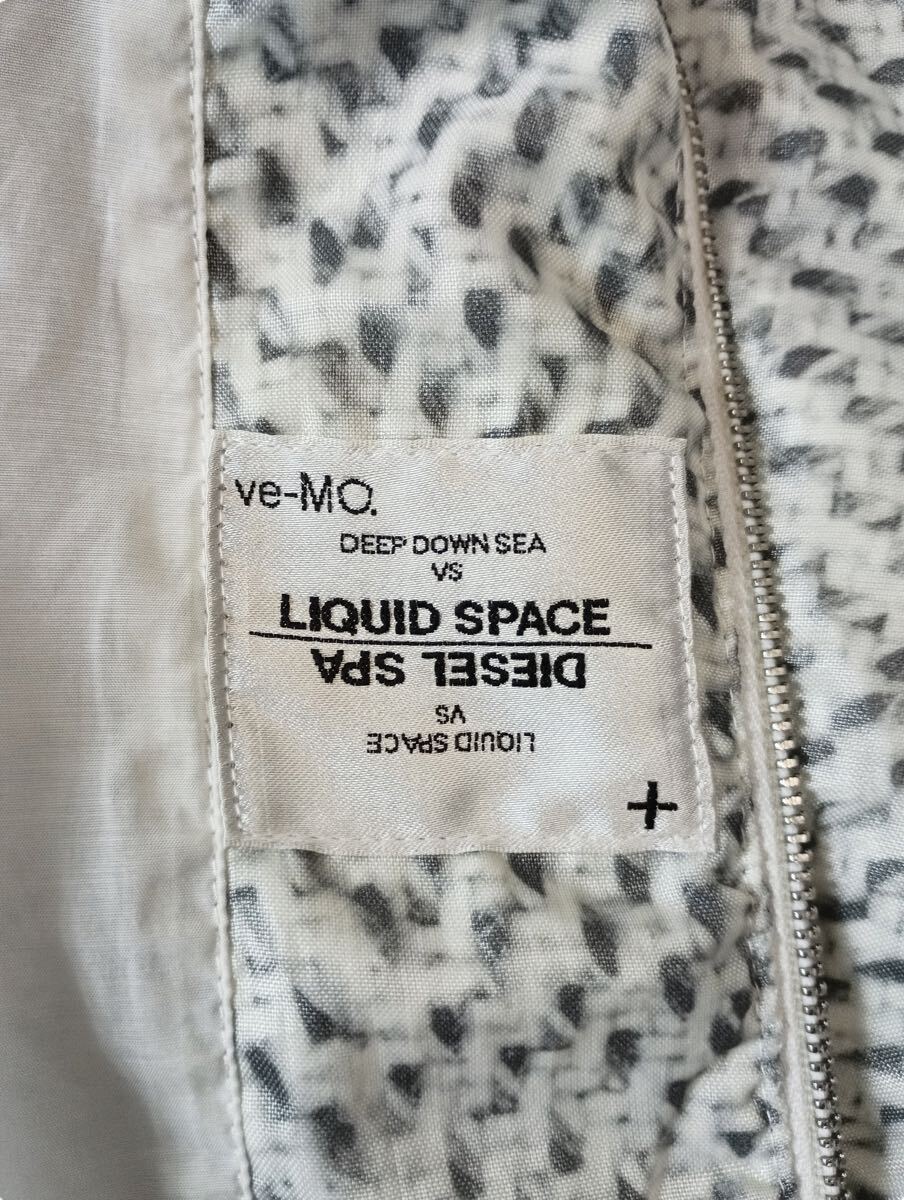 ve-MO.
DEEP DOWN SEA
VS
LIQUID SPACE
DIESEL SPA
VS
LIQUID SPACE
+